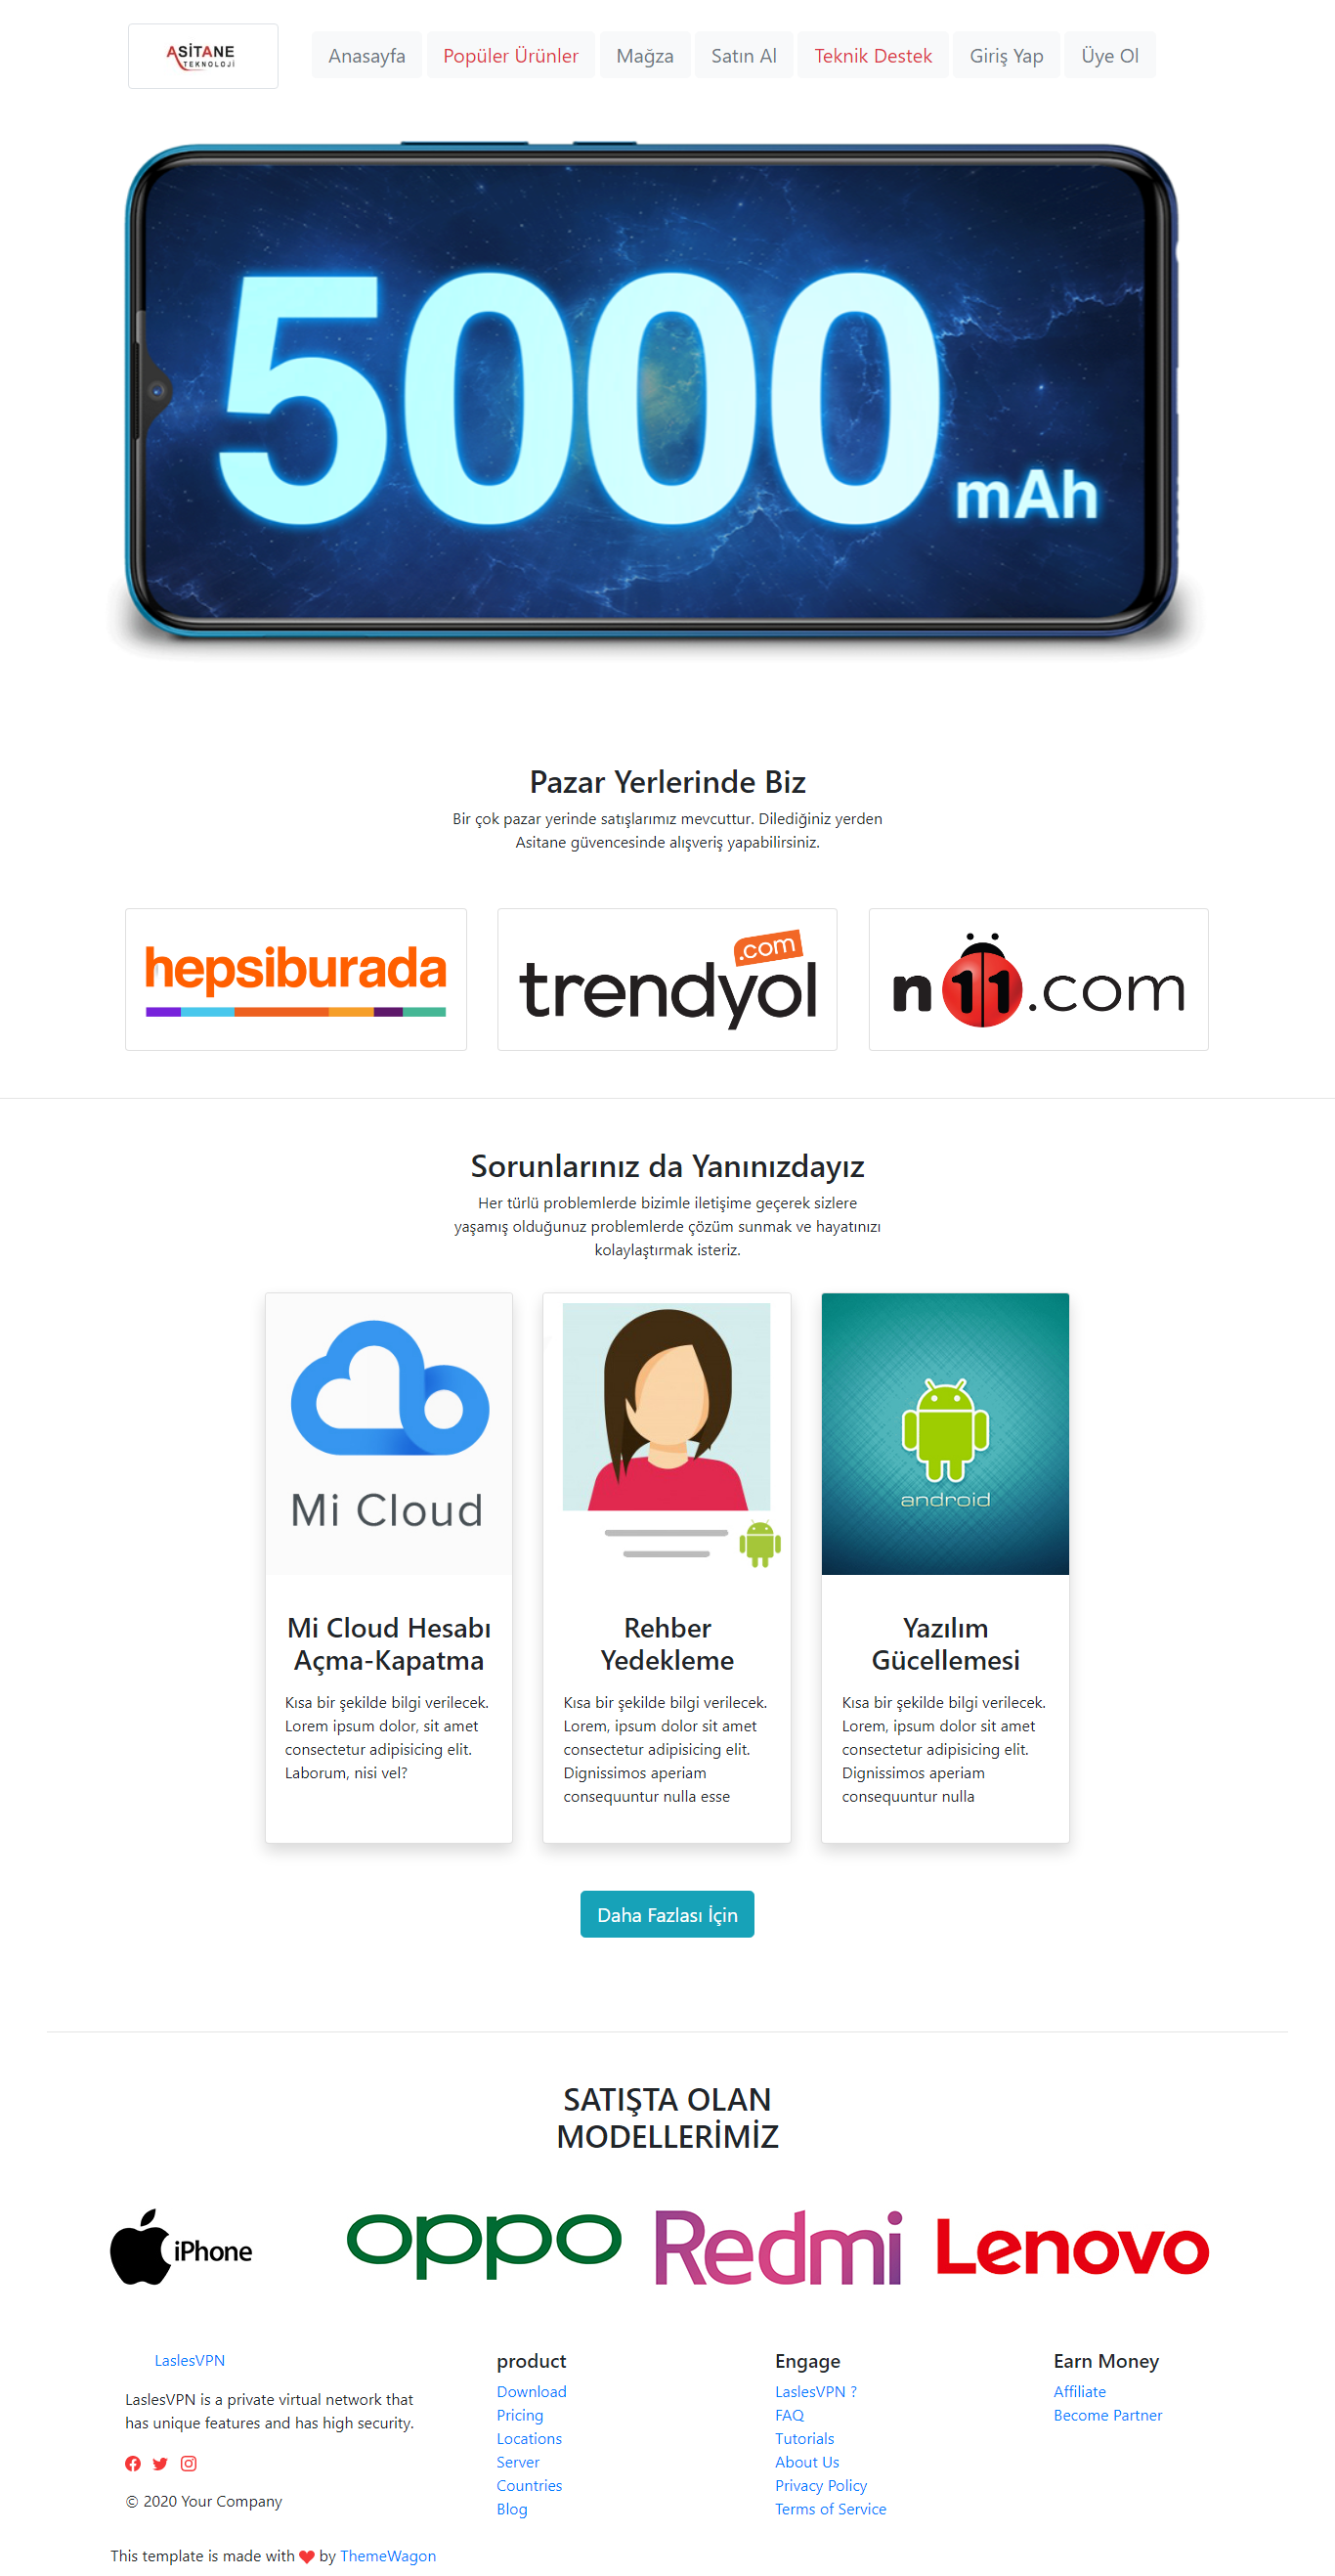 ASİTANE
TEKNOLOJİ
Anasayfa
Popüler Ürünler
Mağza
Satın Al
Teknik Destek
Giriş Yap
Üye Ol
5000 mAh
Pazar Yerlerinde Biz
Bir çok pazar yerinde satışlarımız mevcuttur. Dilediğiniz yerden
Asitane güvencesinde alışveriş yapabilirsiniz.
hepsiburada
trendyol.com
n11.com
Sorunlarınız da Yanınızdayız
Her türlü problemlerde bizimle iletişime geçerek sizlere
yaşamış olduğunuz problemlerde çözüm sunmak ve hayatınızı
kolaylaştırmak isteriz.
Mi Cloud
Mi Cloud Hesabı
Açma-Kapatma
Kısa bir şekilde bilgi verilecek.
Lorem ipsum dolor, sit amet
consectetur adipisicing elit.
Laborum, nisi vel?
Rehber
Yedekleme
Kısa bir şekilde bilgi verilecek.
Lorem, ipsum dolor sit amet
consectetur adipisicing elit.
Dignissimos aperiam
consequuntur nulla esse
android
Yazılım
Gücellemesi
Kısa bir şekilde bilgi verilecek.
Lorem, ipsum dolor sit amet
consectetur adipisicing elit.
Dignissimos aperiam
consequuntur nulla
Daha Fazlası İçin
SATIŞTA OLAN
MODELLERİMİZ
iPhone
oppo
Redmi
Lenovo
LaslesVPN
LaslesVPN is a private virtual network that
has unique features and has high security.
© 2020 Your Company
product
Download
Pricing
Locations
Server
Countries
Blog
Engage
LaslesVPN ?
FAQ
Tutorials
About Us
Privacy Policy
Terms of Service
Earn Money
Affiliate
Become Partner
This template is made with ❤ by ThemeWagon